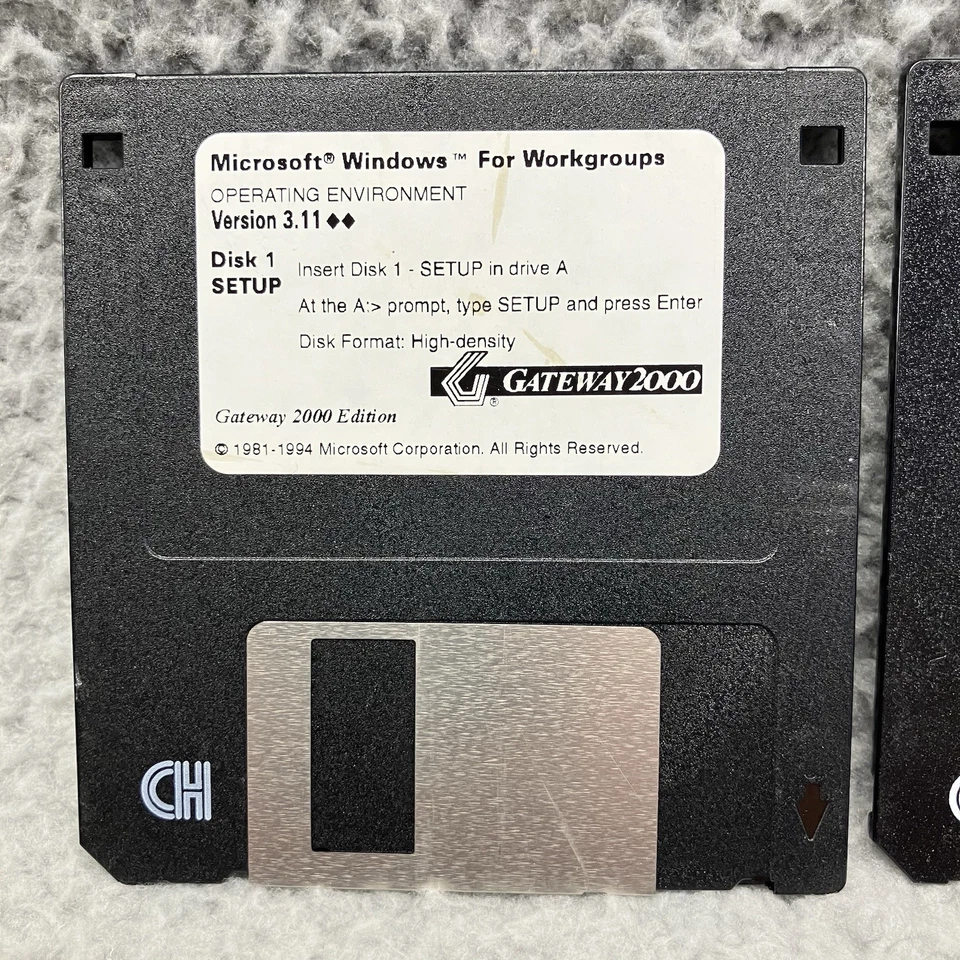 Microsoft® Windows™ For Workgroups
OPERATING ENVIRONMENT
Version 3.11♦♦
Disk 1
SETUP
Insert Disk 1 - SETUP in drive A
At the A:> prompt, type SETUP and press Enter
Disk Format: High-density
GATEWAY2000
®
Gateway 2000 Edition
© 1981-1994 Microsoft Corporation. All Rights Reserved.
CH